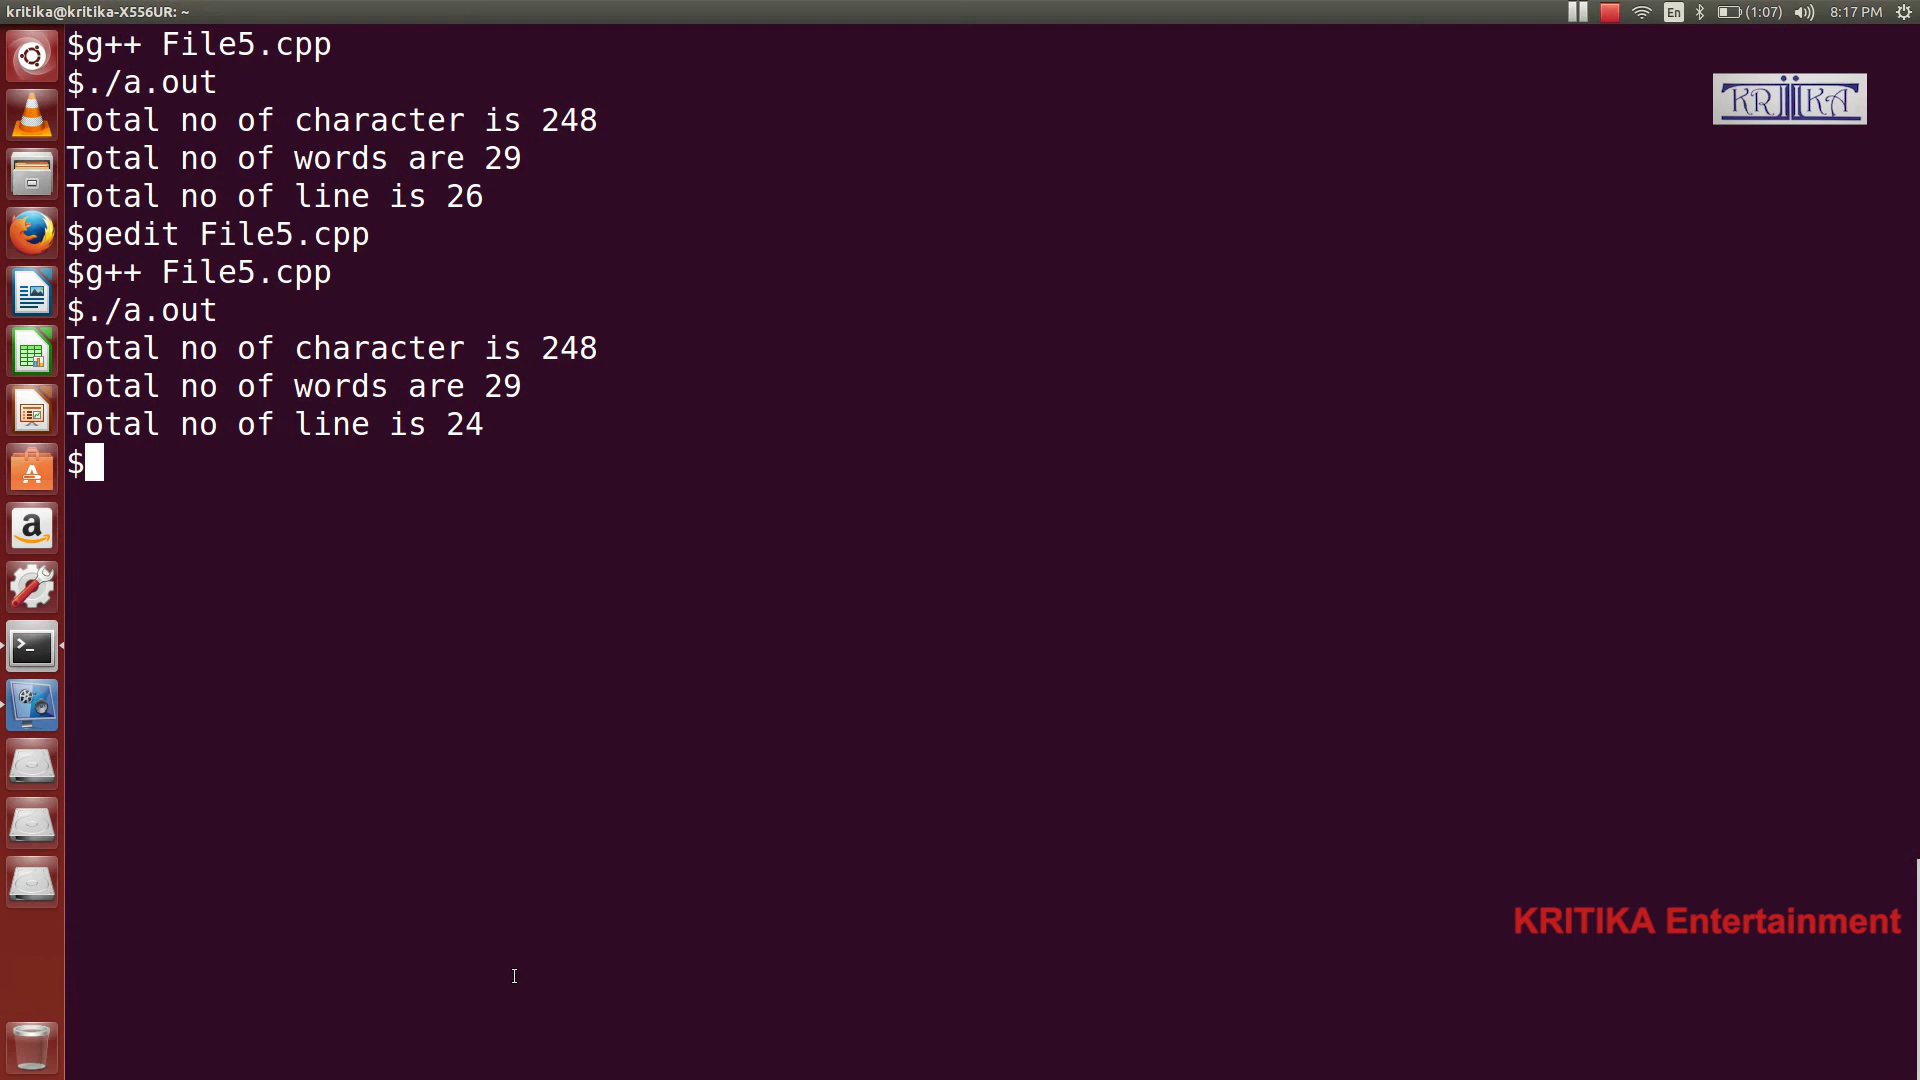 kritika@kritika-X556UR: ~
En
(1:07)
8:17 PM
$g++ File5.cpp
$./a.out
Total no of character is 248
Total no of words are 29
Total no of line is 26
$gedit File5.cpp
$g++ File5.cpp
$./a.out
Total no of character is 248
Total no of words are 29
Total no of line is 24
$
KRITIKA
KRITIKA Entertainment